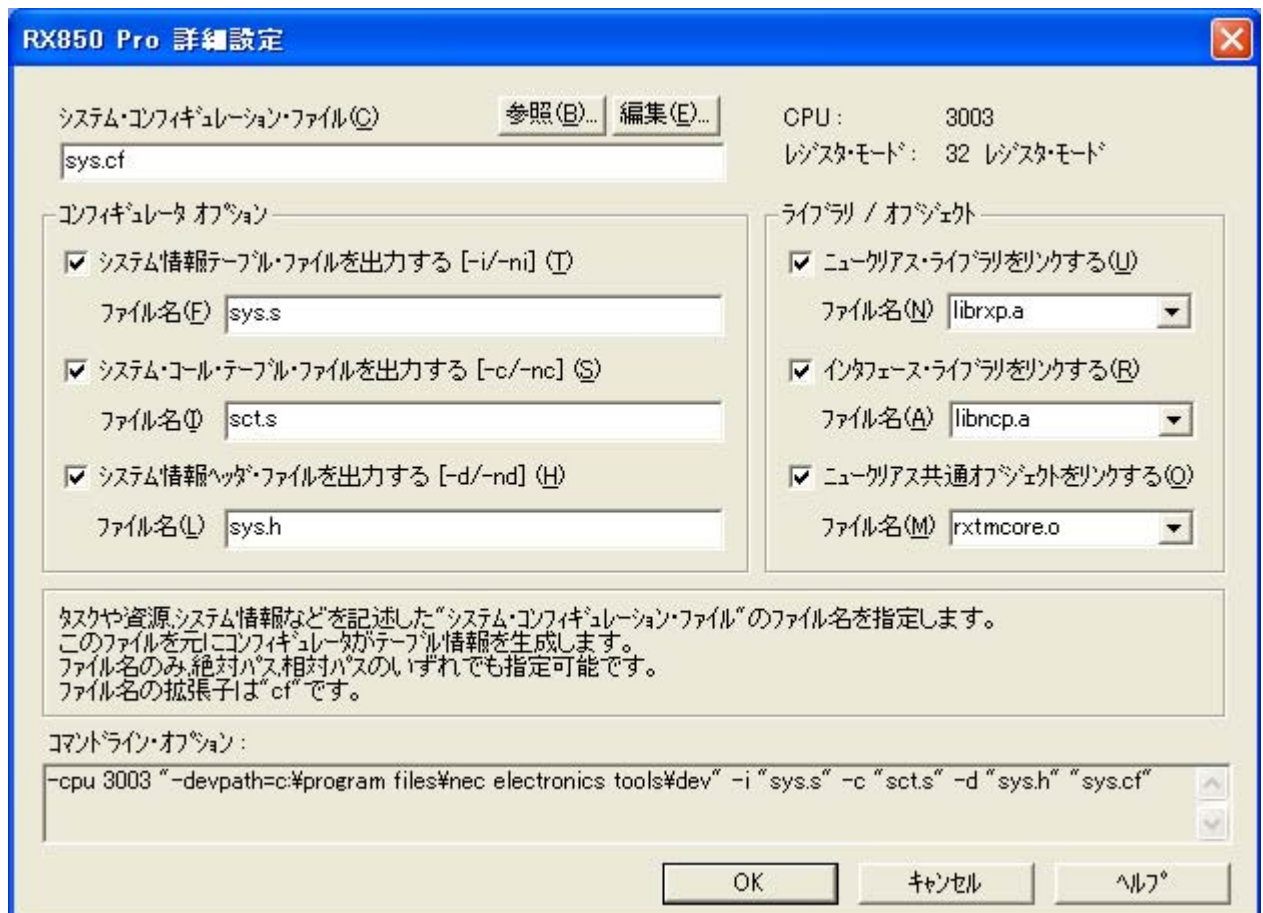 RX850 Pro 詳細設定
システム・コンフィギュレーション・ファイル(C)
参照(B)...
編集(E)...
sys.cf
CPU : 3003
レジスタ・モード : 32 レジスタ・モード
コンフィギュレータ オプション
システム情報テーブル・ファイルを出力する [-i/-ni] (T)
ファイル名(F) sys.s
システム・コール・テーブル・ファイルを出力する [-c/-nc] (S)
ファイル名(I) sct.s
システム情報ヘッダ・ファイルを出力する [-d/-nd] (H)
ファイル名(L) sys.h
ライブラリ / オブジェクト
ニュークリアス・ライブラリをリンクする(U)
ファイル名(N) librxp.a
インタフェース・ライブラリをリンクする(R)
ファイル名(A) libncp.a
ニュークリアス共通オブジェクトをリンクする(O)
ファイル名(M) rxtmcore.o
タスクや資源,システム情報などを記述した"システム・コンフィギュレーション・ファイル"のファイル名を指定します。
このファイルを元にコンフィギュレータがテーブル情報を生成します。
ファイル名のみ,絶対パス,相対パスのいずれでも指定可能です。
ファイル名の拡張子は"cf"です。
コマンドライン・オプション :
-cpu 3003 "-devpath=c:¥program files¥nec electronics tools¥dev" -i "sys.s" -c "sct.s" -d "sys.h" "sys.cf"
OK
キャンセル
ヘルプ